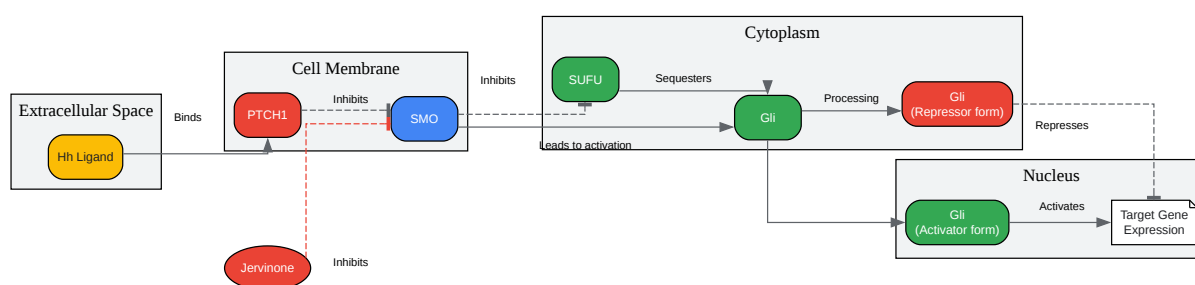 Extracellular Space
Hh Ligand
Binds
Cell Membrane
PTCH1
Inhibits
SMO
Jervinone
Inhibits
Inhibits
Cytoplasm
SUFU
Sequesters
Gli
Leads to activation
Processing
Gli
(Repressor form)
Represses
Nucleus
Gli
(Activator form)
Activates
Target Gene
Expression